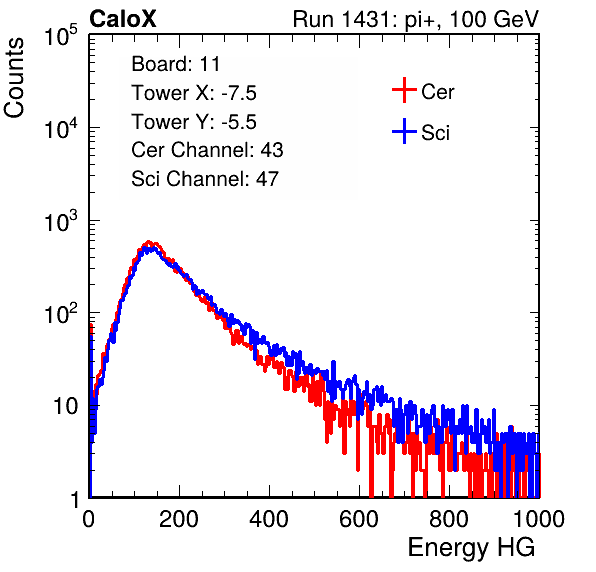 CaloX Run 1431: pi+, 100 GeV
Board: 11
Tower X: -7.5
Tower Y: -5.5
Cer Channel: 43
Sci Channel: 47
Cer
Sci
Counts
10^5
10^4
10^3
10^2
10
1
0 200 400 600 800 1000
Energy HG